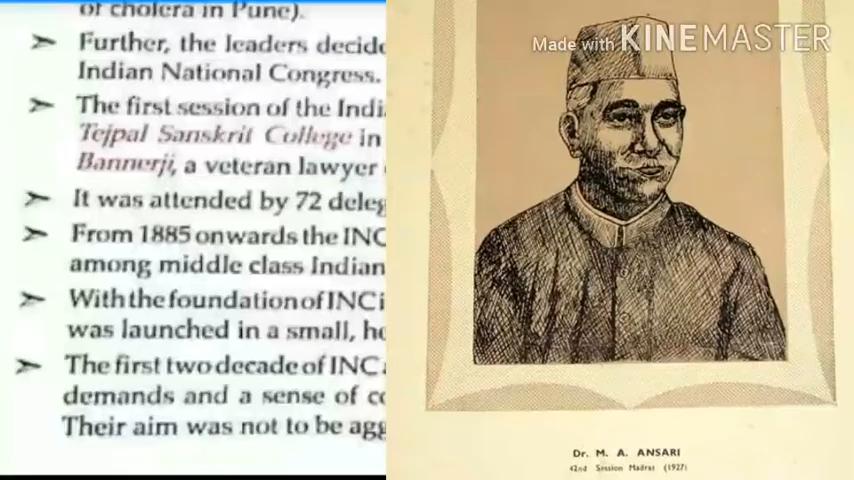 of cholera in Pune).
➢ Further, the leaders decide
Indian National Congress.
➢ The first session of the Indi
Tejpal Sanskrit College in
Bannerji, a veteran lawyer
➢ It was attended by 72 deleg
➢ From 1885 onwards the INC
among middle class Indian
➢ With the foundation of INC i
was launched in a small, ho
➢ The first two decade of INC
demands and a sense of co
Their aim was not to be agg
Made with KINEMASTER
Dr. M. A. ANSARI
42nd Session Madras (1927)